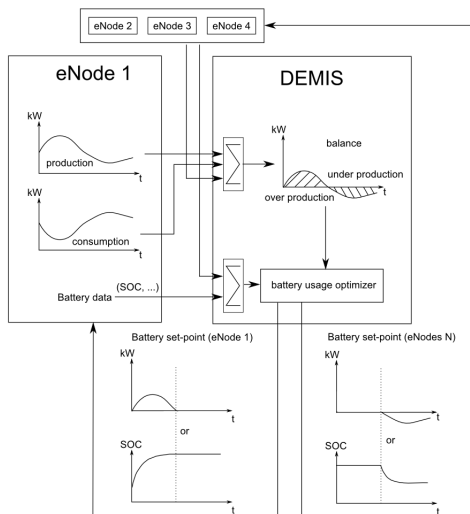 eNode 2 eNode 3 eNode 4
eNode 1
DEMIS
kW
production
t
kW
consumption
t
Battery data
(SOC, ...)
∑
kW
balance
under production
t
over production
∑
battery usage optimizer
Battery set-point (eNode 1)
kW
t
or
SOC
t
Battery set-point (eNodes N)
kW
t
or
SOC
t